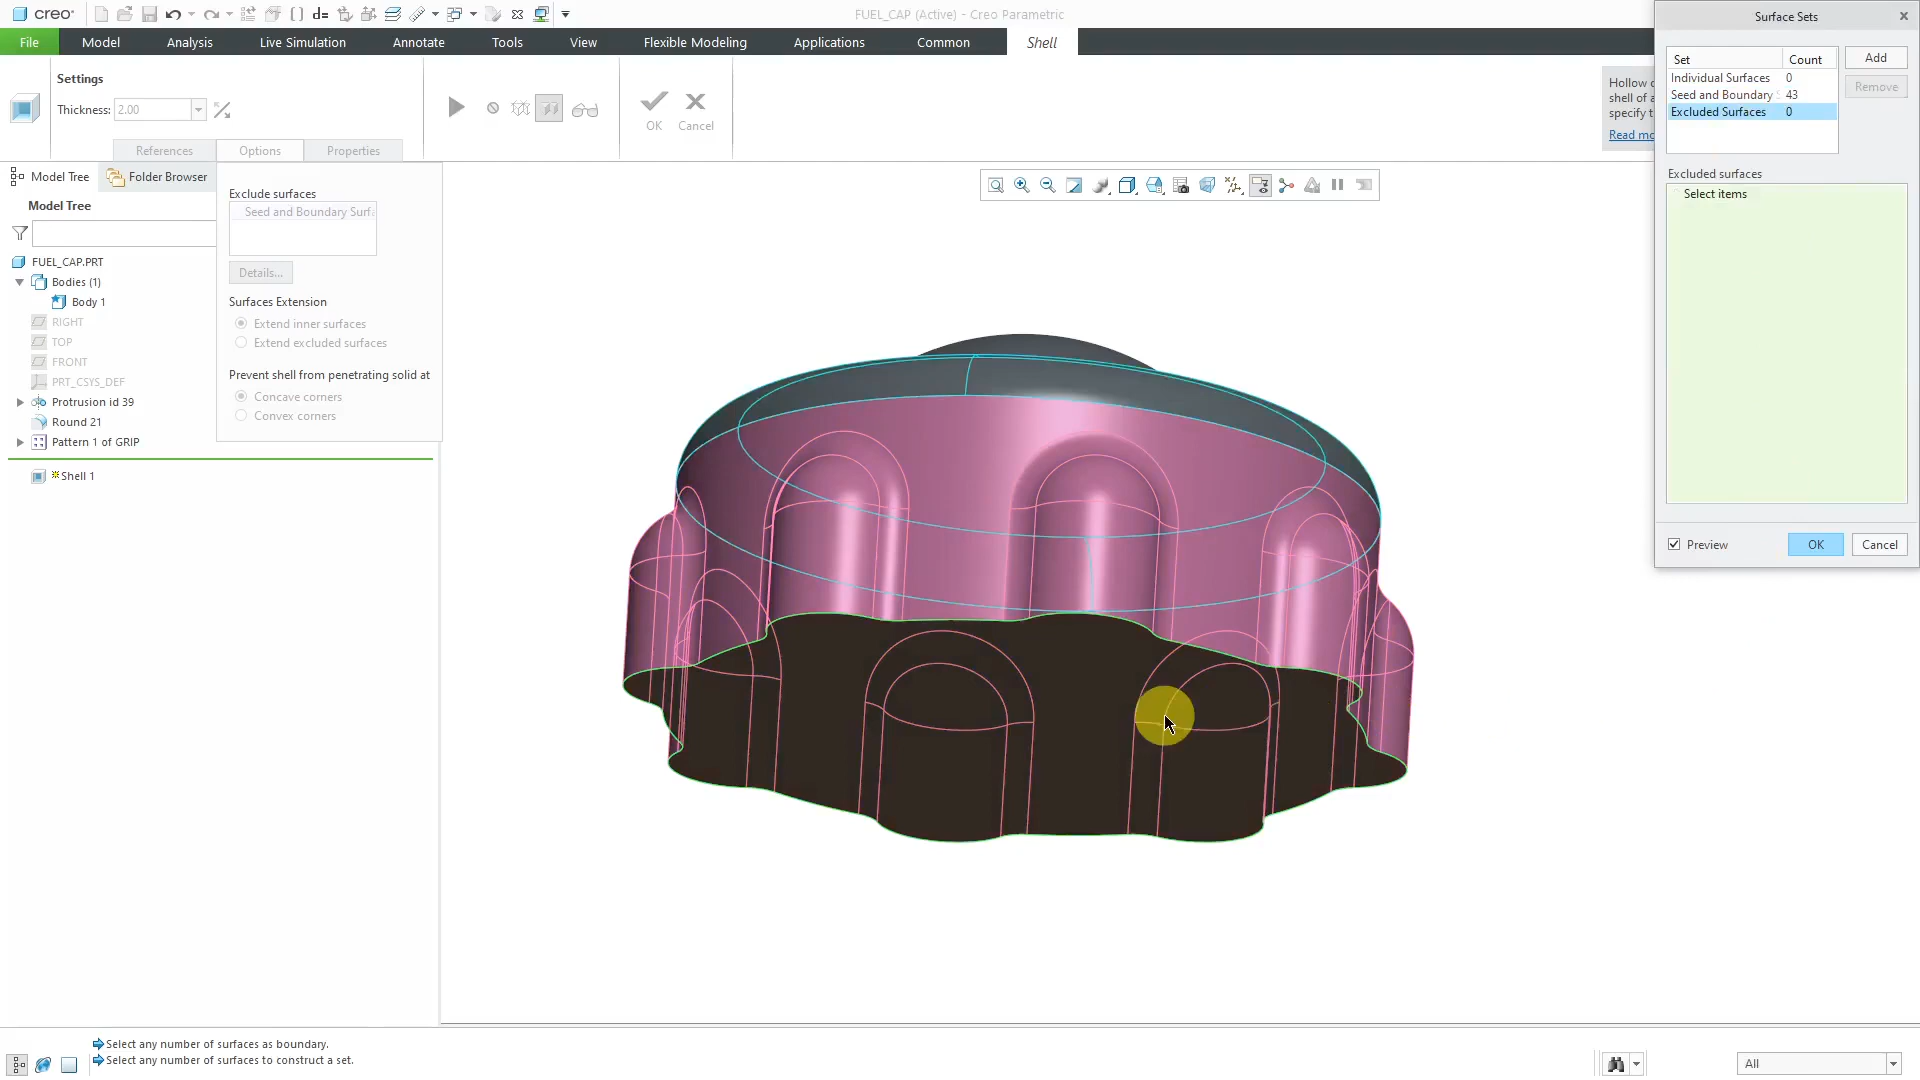 creo
FUEL_CAP (Active) - Creo Parametric
File
Model
Analysis
Live Simulation
Annotate
Tools
View
Flexible Modeling
Applications
Common
Shell
Settings
Thickness: 2.00
OK
Cancel
References
Options
Properties
Hollow
shell of a
specify t
Read mo
Model Tree
Folder Browser
Model Tree
FUEL_CAP.PRT
Bodies (1)
Body 1
RIGHT
TOP
FRONT
PRT_CSYS_DEF
Protrusion id 39
Round 21
Pattern 1 of GRIP
Shell 1
Exclude surfaces
Seed and Boundary Surf
Details...
Surfaces Extension
Extend inner surfaces
Extend excluded surfaces
Prevent shell from penetrating solid at
Concave corners
Convex corners
Surface Sets
Set Count
Individual Surfaces 0
Seed and Boundary 43
Excluded Surfaces 0
Add
Remove
Excluded surfaces
Select items
Preview
OK
Cancel
Select any number of surfaces as boundary.
Select any number of surfaces to construct a set.
All